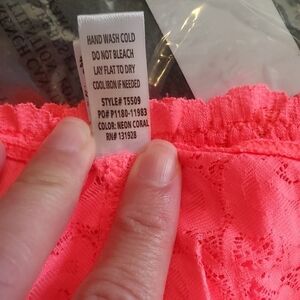 HAND WASH COLD
DO NOT BLEACH
LAY FLAT TO DRY
COOL IRON IF NEEDED
STYLE# T5509
PO# P1180-11983
COLOR: NEON CORAL
RN# 131928